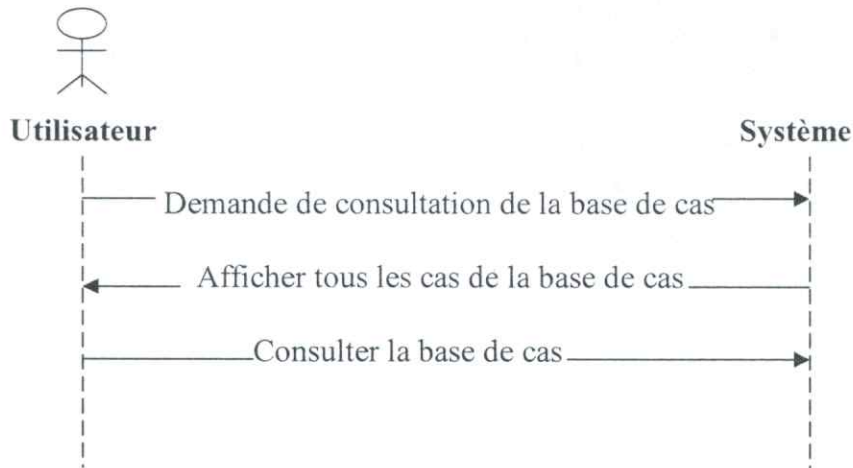 Utilisateur
Système
Demande de consultation de la base de cas
Afficher tous les cas de la base de cas
Consulter la base de cas